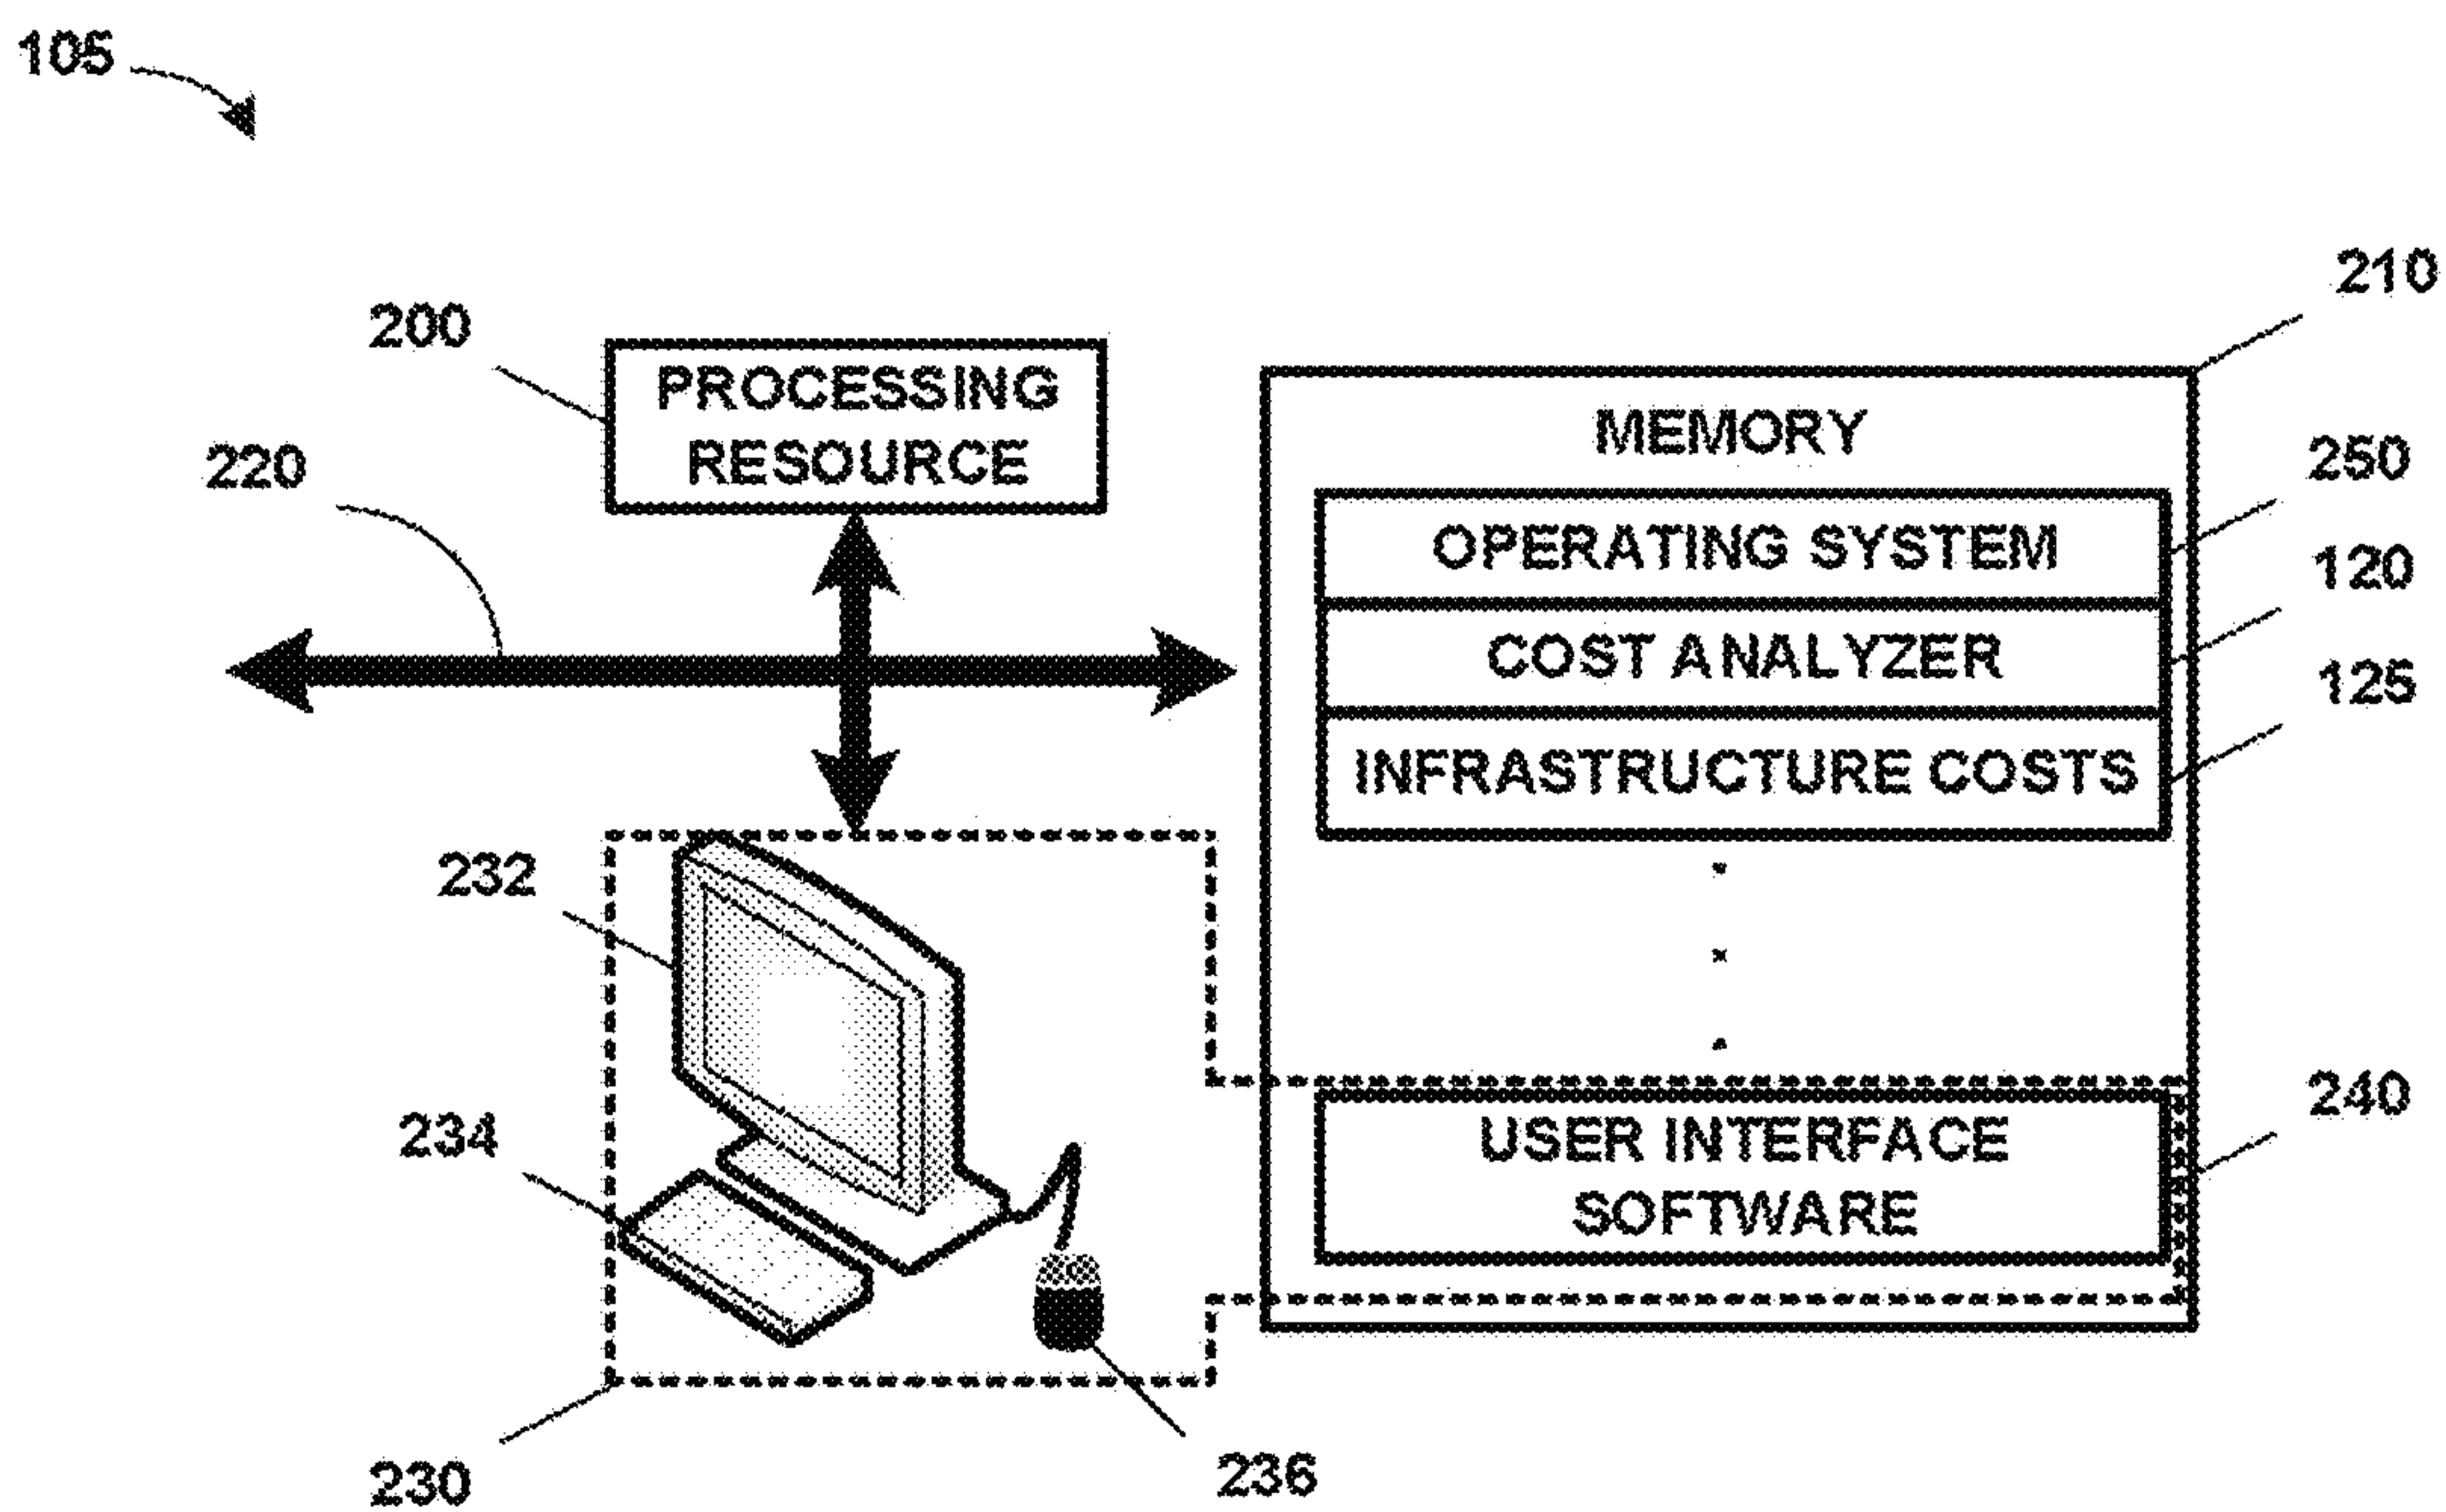 105
210
200
PROCESSING
RESOURCE
MEMORY
220
250
OPERATING SYSTEM
120
COST ANALYZER
125
INFRASTRUCTURE COSTS
232
234
240
USER INTERFACE
SOFTWARE
230
236